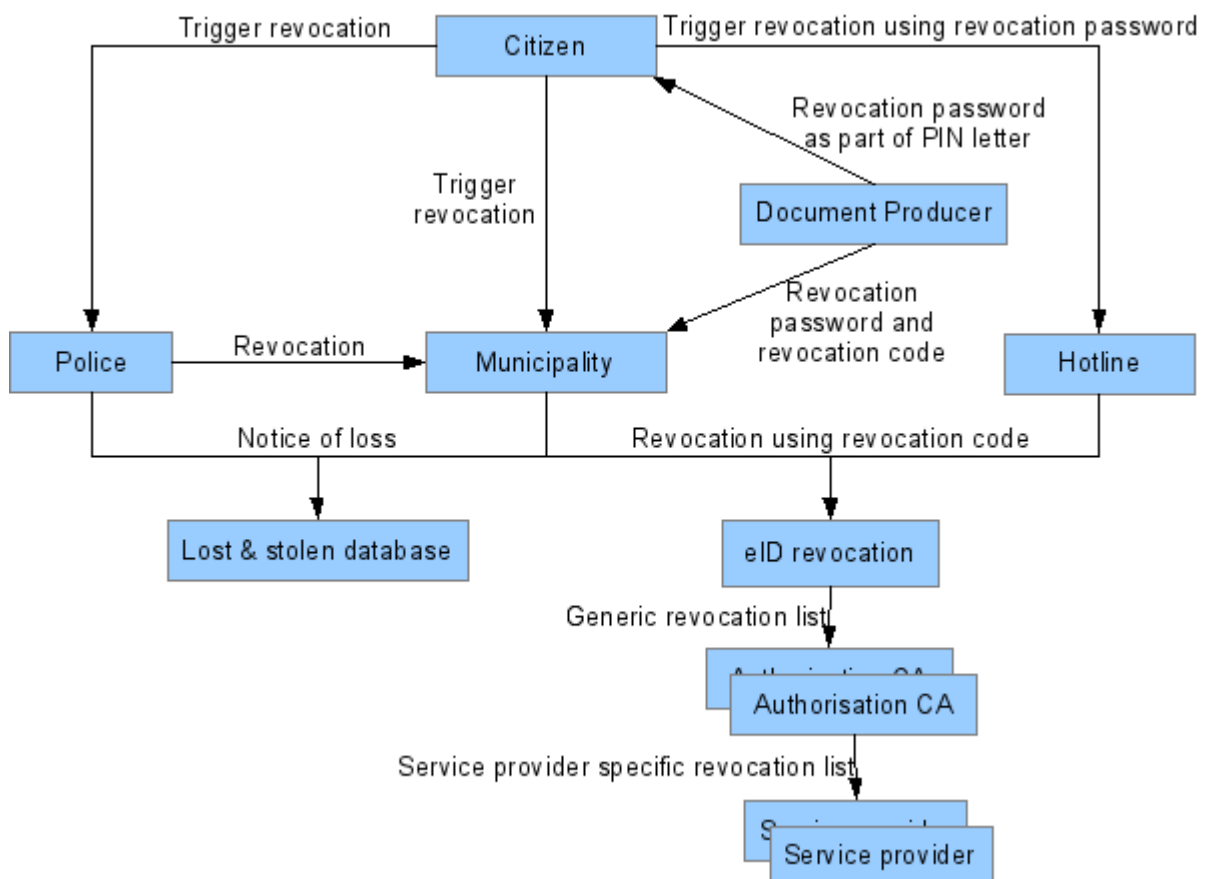 Trigger revocation
Citizen
Trigger revocation using revocation password
Revocation password
as part of PIN letter
Trigger
revocation
Document Producer
Revocation
password and
revocation code
Police
Revocation
Municipality
Hotline
Notice of loss
Revocation using revocation code
Lost & stolen database
eID revocation
Generic revocation list
Authorisation CA
Authorisation CA
Service provider specific revocation list
Service provider